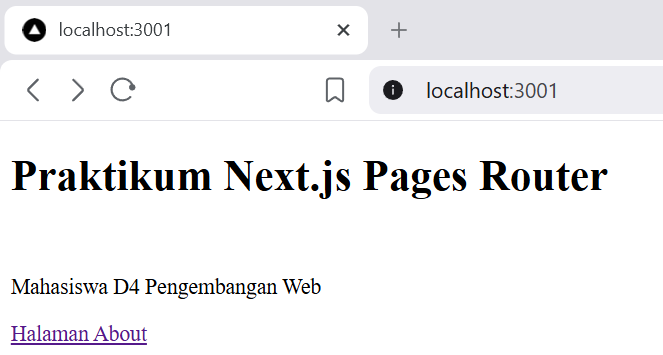 localhost:3001
localhost:3001
Praktikum Next.js Pages Router
Mahasiswa D4 Pengembangan Web
Halaman About